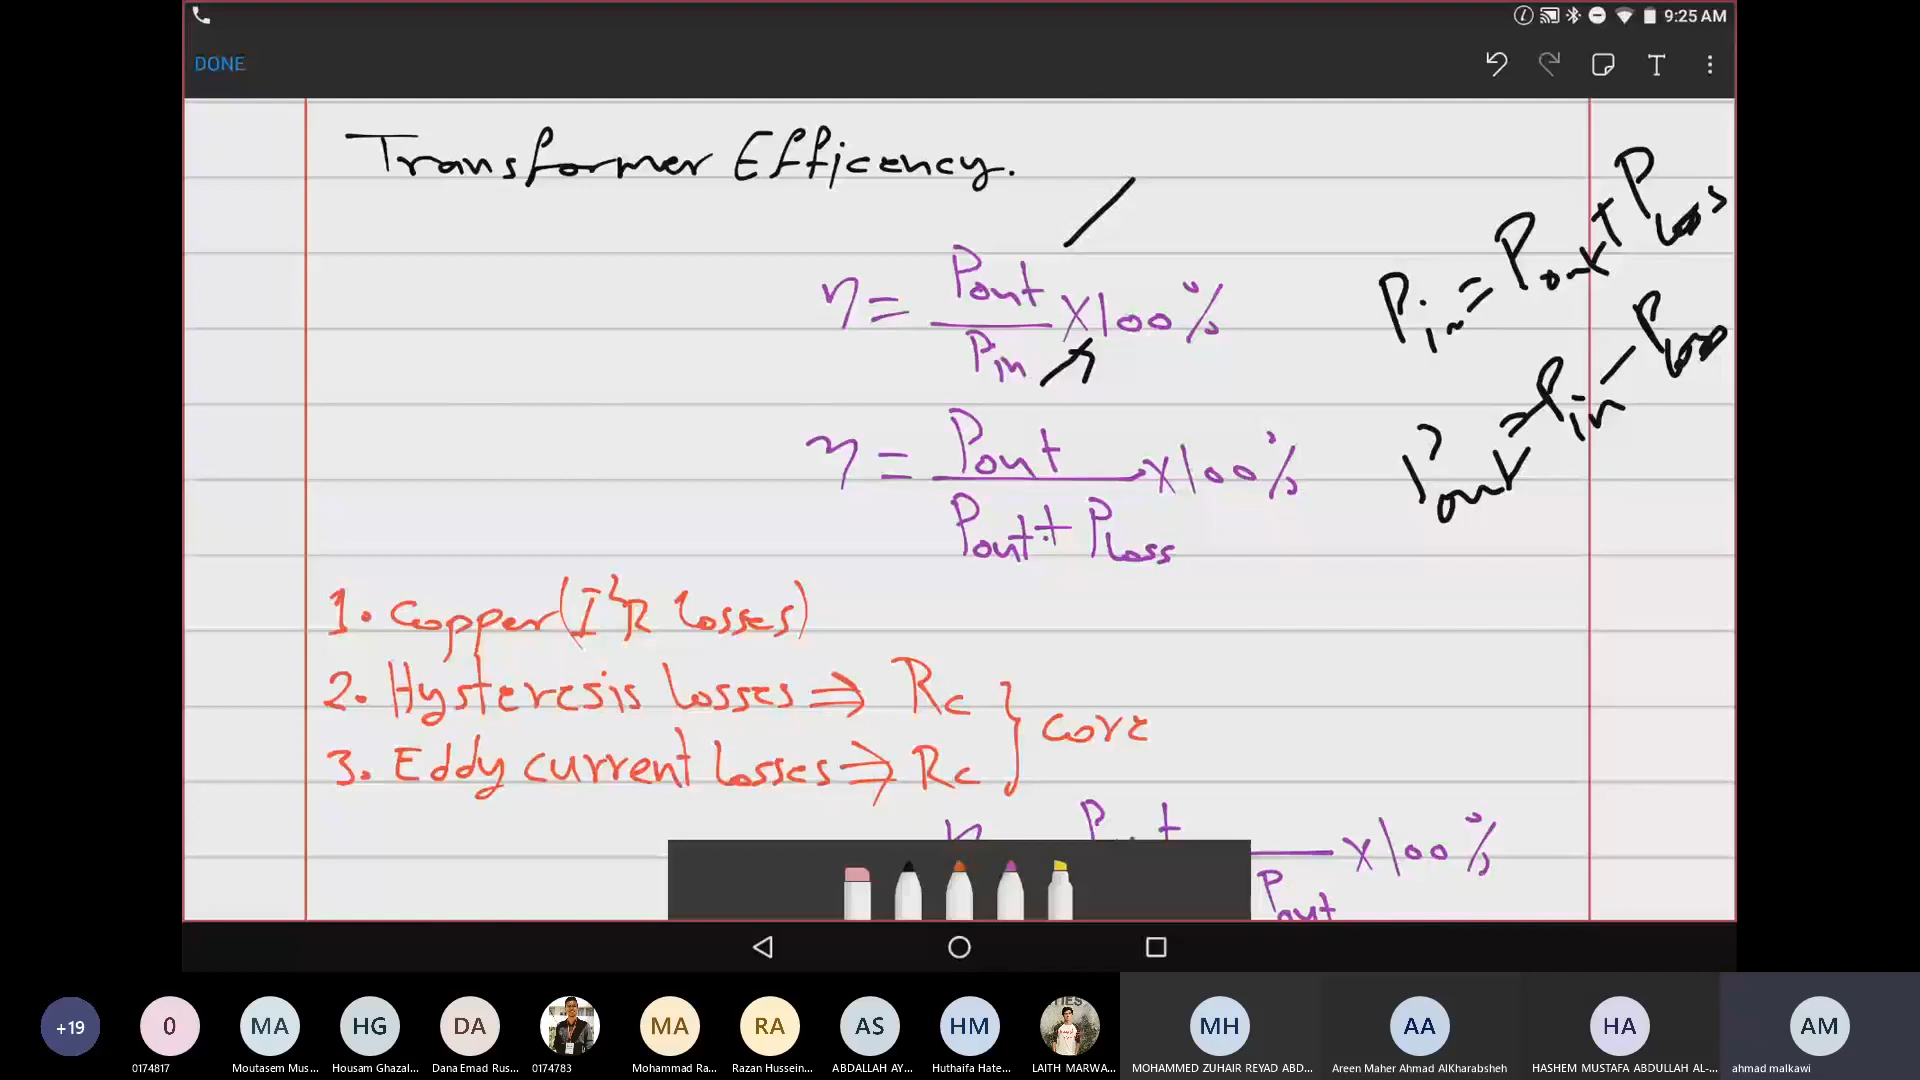 9:25 AM
DONE
T
Transformer Efficency.
η = Pout / Pin X 100 %
Pin = Pout + PLoss
Pout = Pin - PLoss
η = Pout / Pout + PLoss X 100 %
1. Copper (I²R Losses)
2. Hysteresis Losses ⇒ Rc
3. Eddy current Losses ⇒ Rc } core
X 100 %
Pout
+19
0
MA
HG
DA
MA
RA
AS
HM
MH
AA
HA
AM
0174817
Moutasem Mus...
Housam Ghazal...
Dana Emad Rus...
0174783
Mohammad Ra...
Razan Hussein...
ABDALLAH AY...
Huthaifa Hate...
LAITH MARWA...
MOHAMMED ZUHAIR REYAD ABD...
Areen Maher Ahmad AlKharabsheh
HASHEM MUSTAFA ABDULLAH AL-...
ahmad malkawi